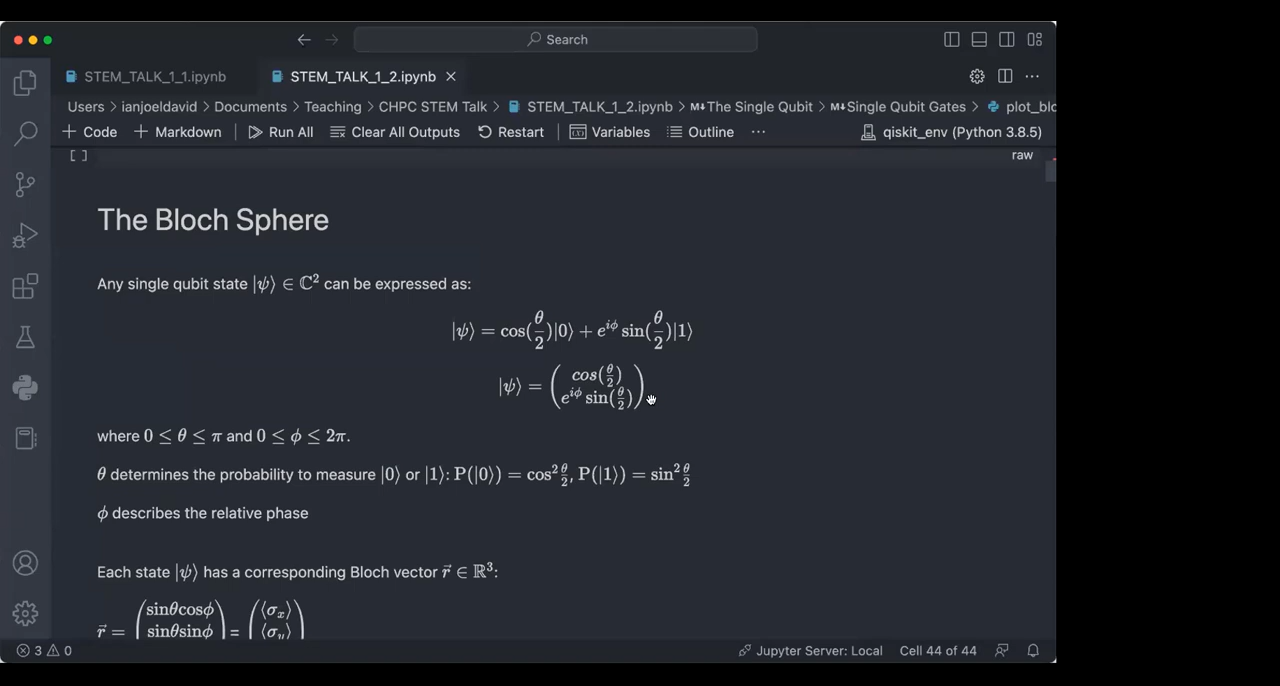 Search
STEM_TALK_1_1.ipynb STEM_TALK_1_2.ipynb
Users > ianjoeldavid > Documents > Teaching > CHPC STEM Talk > STEM_TALK_1_2.ipynb > M↓The Single Qubit > M↓Single Qubit Gates > plot_blo
+ Code + Markdown Run All Clear All Outputs Restart Variables Outline ... qiskit_env (Python 3.8.5)
[ ] raw
The Bloch Sphere
Any single qubit state |ψ⟩ ∈ ℂ² can be expressed as:
|ψ⟩ = cos(θ/2)|0⟩ + e^{iϕ} sin(θ/2)|1⟩
|ψ⟩ = (cos(θ/2) e^{iϕ} sin(θ/2))
where 0 ≤ θ ≤ π and 0 ≤ ϕ ≤ 2π.
θ determines the probability to measure |0⟩ or |1⟩: P(|0⟩) = cos² θ/2, P(|1⟩) = sin² θ/2
ϕ describes the relative phase
Each state |ψ⟩ has a corresponding Bloch vector r⃗ ∈ ℝ³:
sinθcosϕ ⟨σₓ⟩
r⃗ = sinθsinϕ = ⟨σᵧ⟩
3 0 Jupyter Server: Local Cell 44 of 44